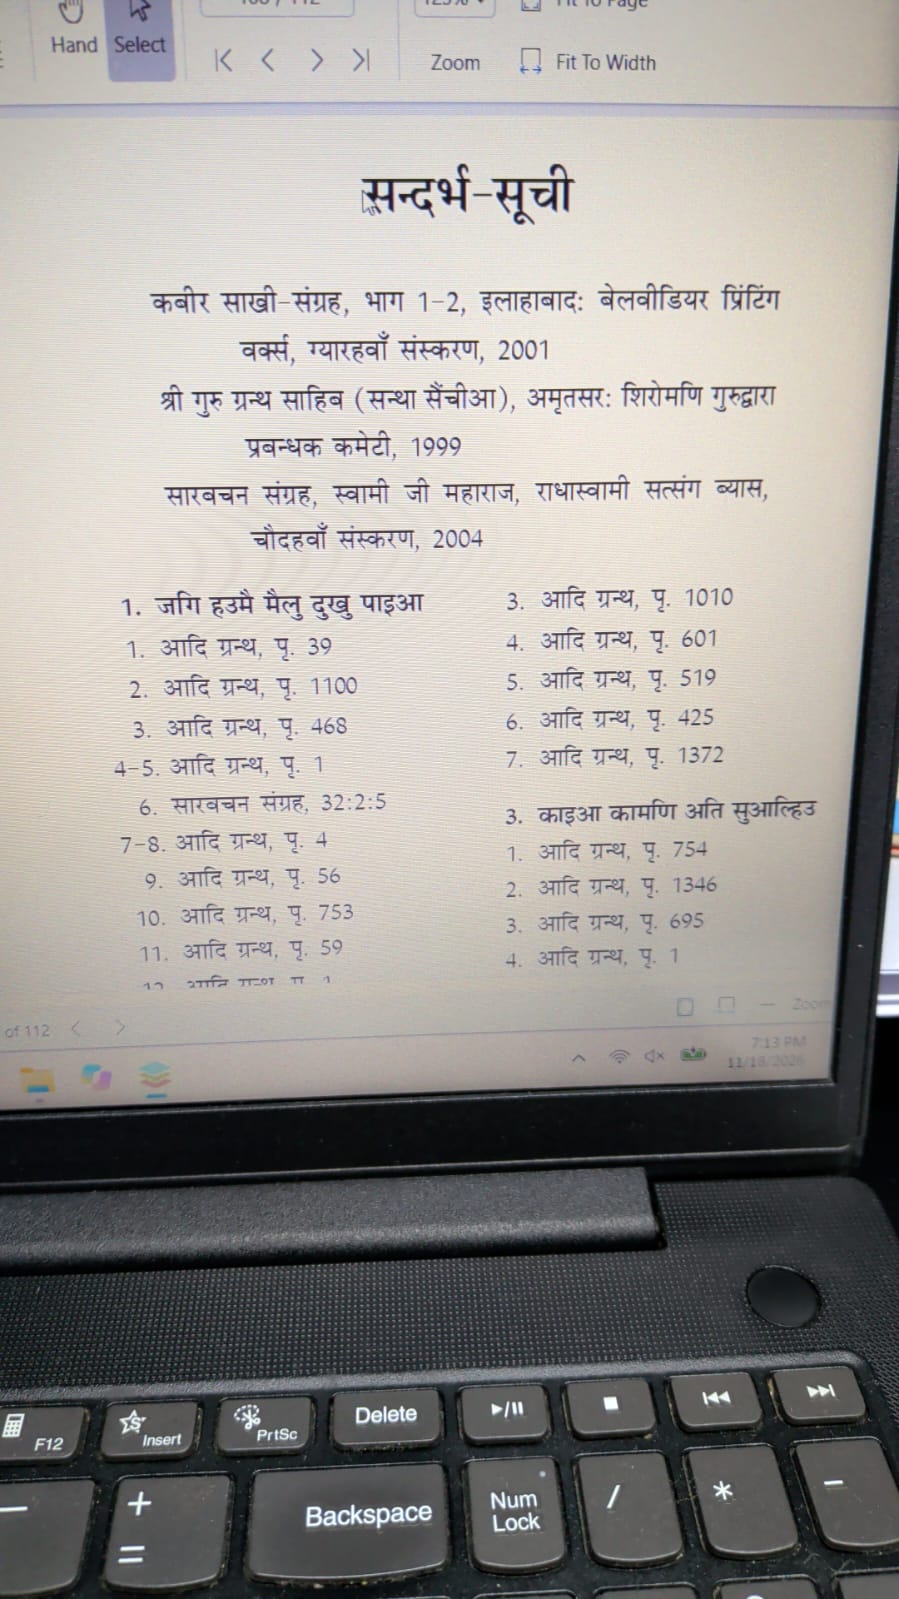 Hand
Select
Zoom
Fit To Width
सन्दर्भ-सूची
कबीर साखी-संग्रह, भाग 1-2, इलाहाबाद: बेलवीडियर प्रिंटिंग
वर्क्स, ग्यारहवाँ संस्करण, 2001
श्री गुरु ग्रन्थ साहिब (सन्था सैंचीआ), अमृतसर: शिरोमणि गुरुद्वारा
प्रबन्धक कमेटी, 1999
सारबचन संग्रह, स्वामी जी महाराज, राधास्वामी सत्संग ब्यास,
चौदहवाँ संस्करण, 2004
1. जगि हउमै मैलु दुखु पाइआ
1. आदि ग्रन्थ, पृ. 39
2. आदि ग्रन्थ, पृ. 1100
3. आदि ग्रन्थ, पृ. 468
4-5. आदि ग्रन्थ, पृ. 1
6. सारबचन संग्रह, 32:2:5
7-8. आदि ग्रन्थ, पृ. 4
9. आदि ग्रन्थ, पृ. 56
10. आदि ग्रन्थ, पृ. 753
11. आदि ग्रन्थ, पृ. 59
3. आदि ग्रन्थ, पृ. 1010
4. आदि ग्रन्थ, पृ. 601
5. आदि ग्रन्थ, पृ. 519
6. आदि ग्रन्थ, पृ. 425
7. आदि ग्रन्थ, पृ. 1372
3. काइआ कामणि अति सुआल्हिउ
1. आदि ग्रन्थ, पृ. 754
2. आदि ग्रन्थ, पृ. 1346
3. आदि ग्रन्थ, पृ. 695
4. आदि ग्रन्थ, पृ. 1
of 112
Zoom
7:13 PM
F12
Insert
PrtSc
Delete
Backspace
Num
Lock
/
*
-
+
=